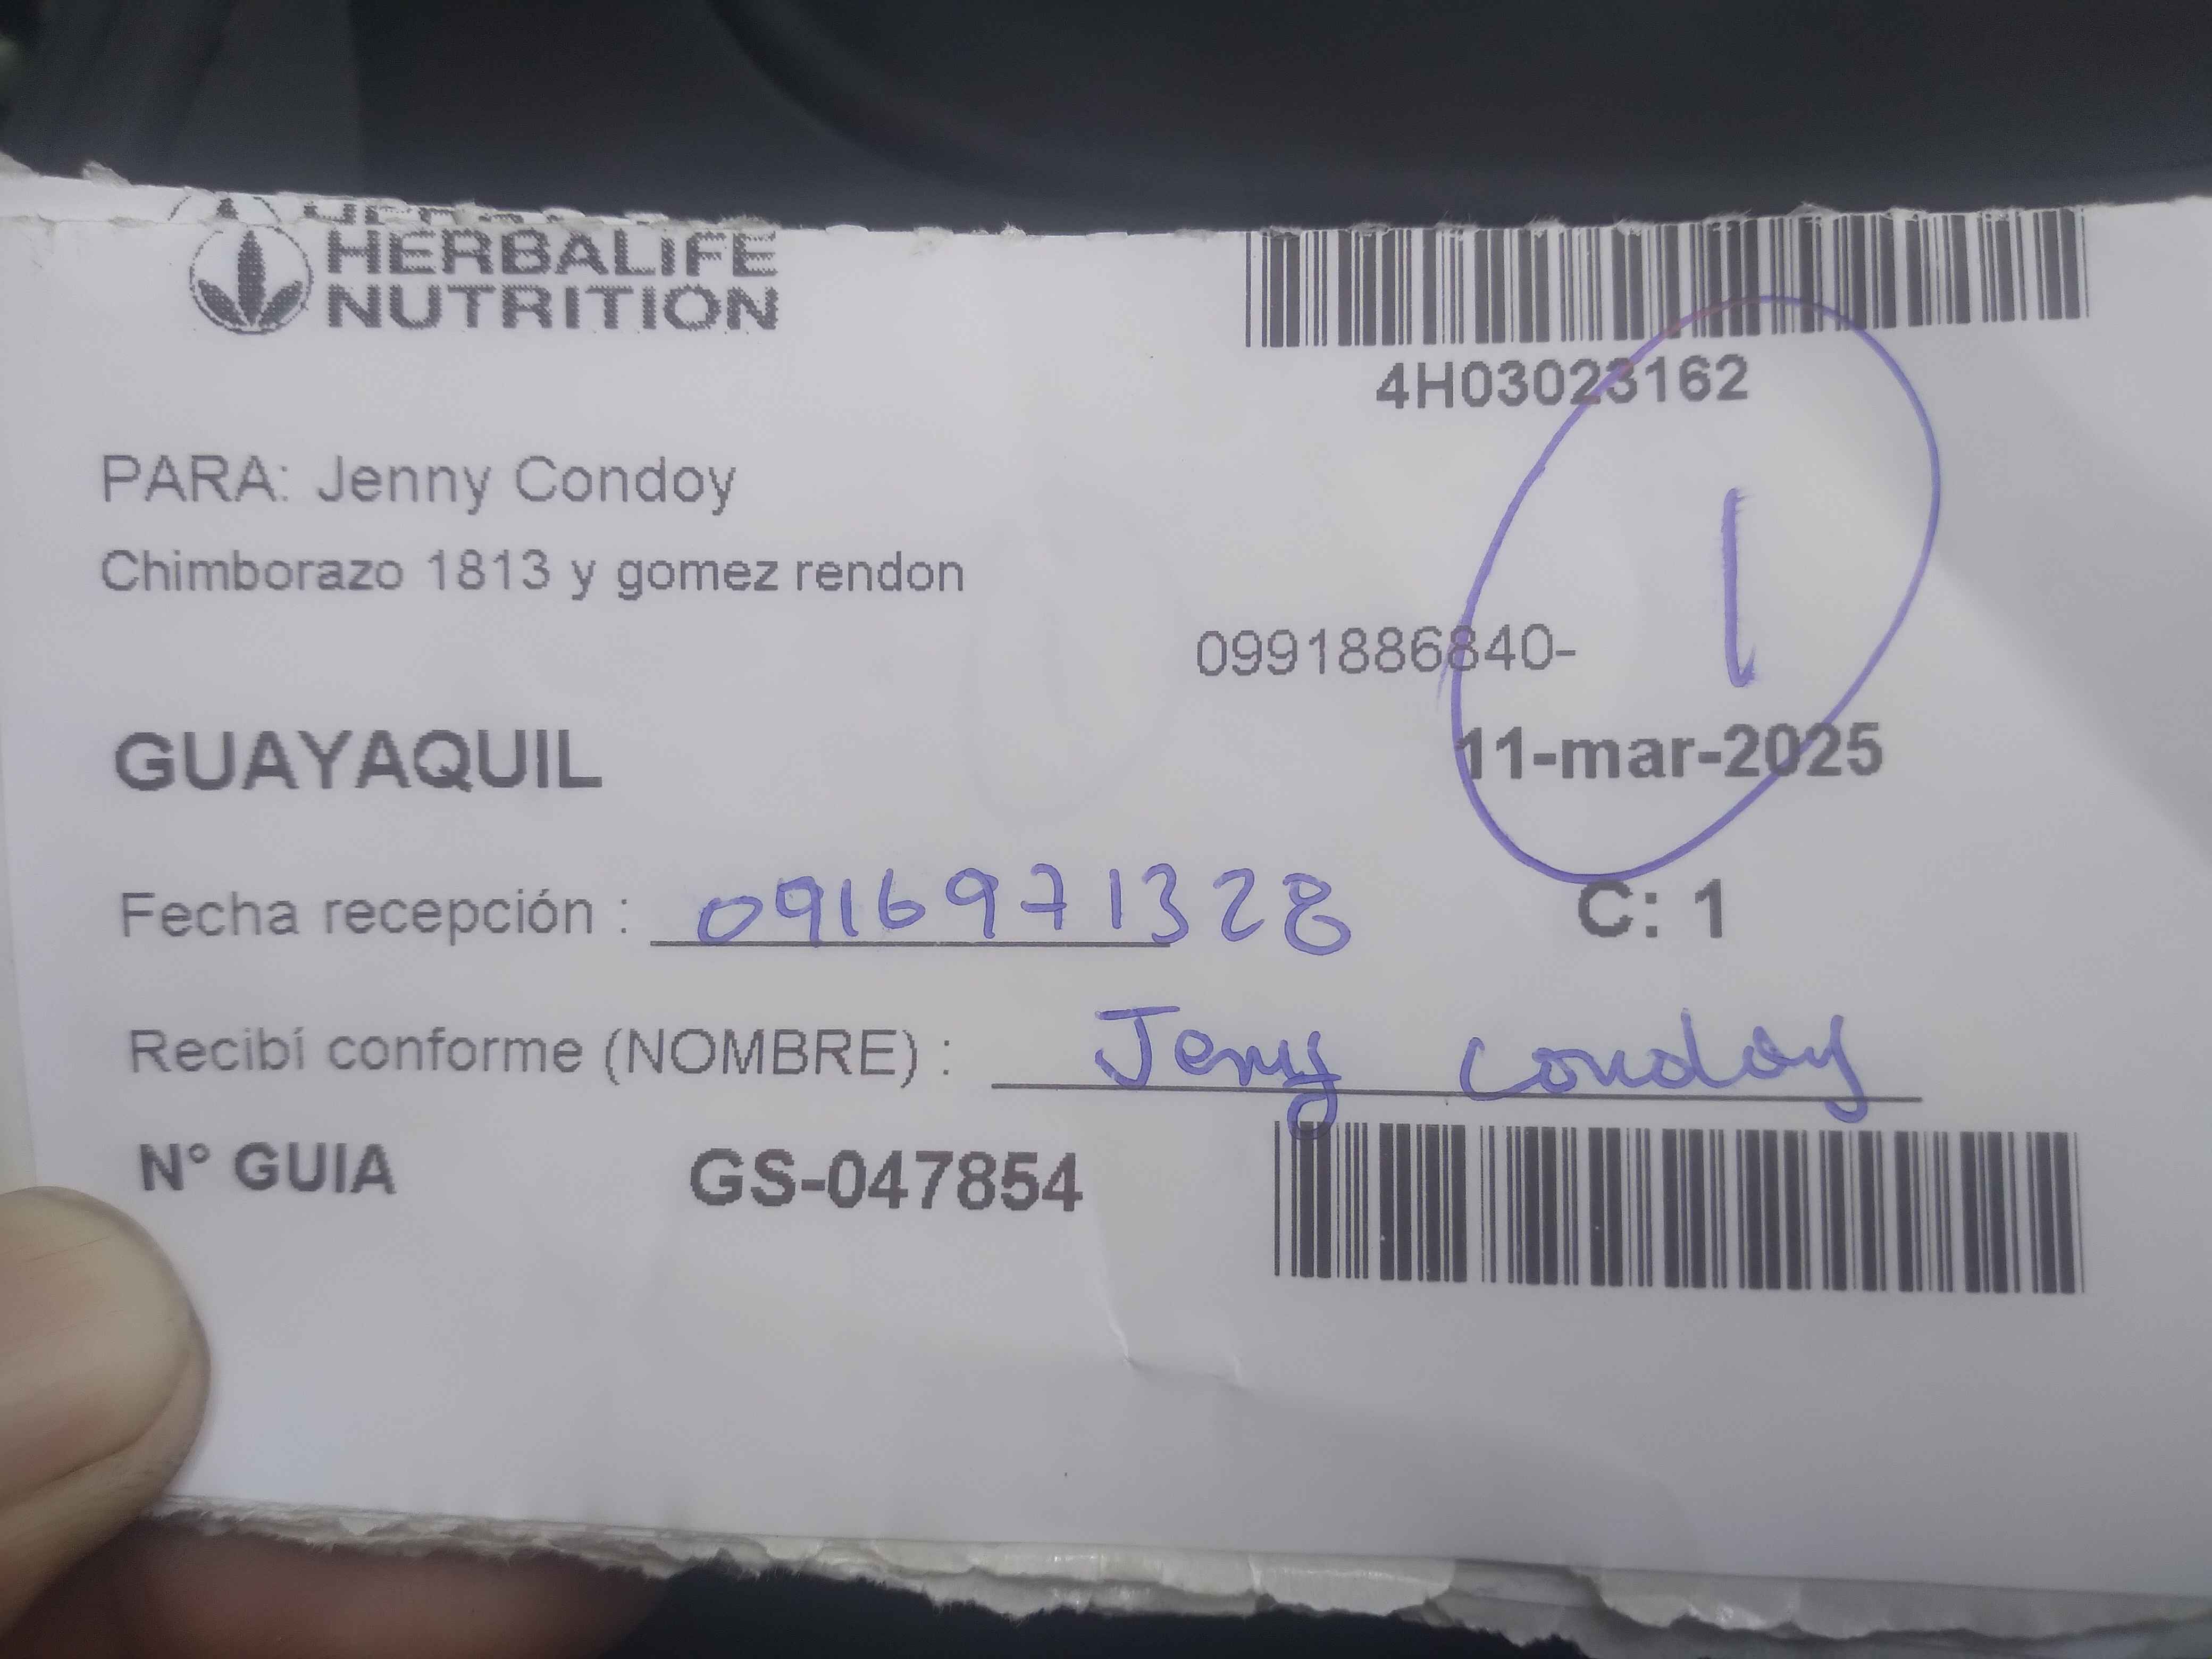 HERBALIFE
NUTRITION
4H03023162
PARA: Jenny Condoy
Chimborazo 1813 y gomez rendon
0991886840-
1
GUAYAQUIL
11-mar-2025
Fecha recepción : 0916971328
C: 1
Recibí conforme (NOMBRE) : Jenny Condoy
N° GUIA GS-047854